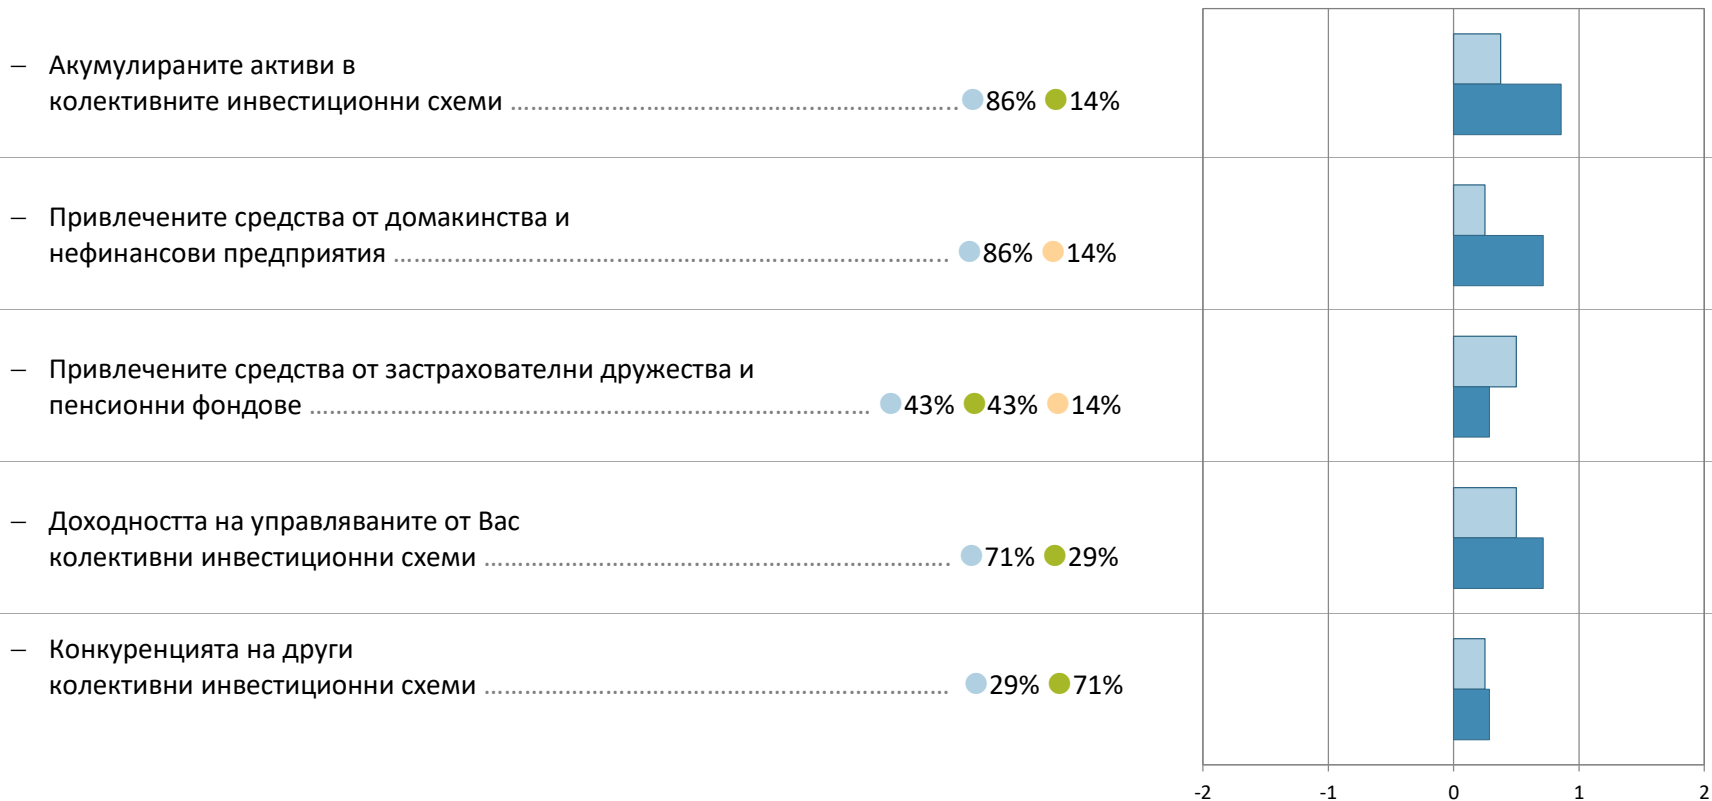 – Акумулираните активи в
колективните инвестиционни схеми ........................................................................ 86% 14%
– Привлечените средства от домакинства и
нефинансови предприятия ........................................................................ 86% 14%
– Привлечените средства от застрахователни дружества и
пенсионни фондове ........................................................................ 43% 43% 14%
– Доходността на управляваните от Вас
колективни инвестиционни схеми ........................................................................ 71% 29%
– Конкуренцията на други
колективни инвестиционни схеми ........................................................................ 29% 71%
-2 -1 0 1 2